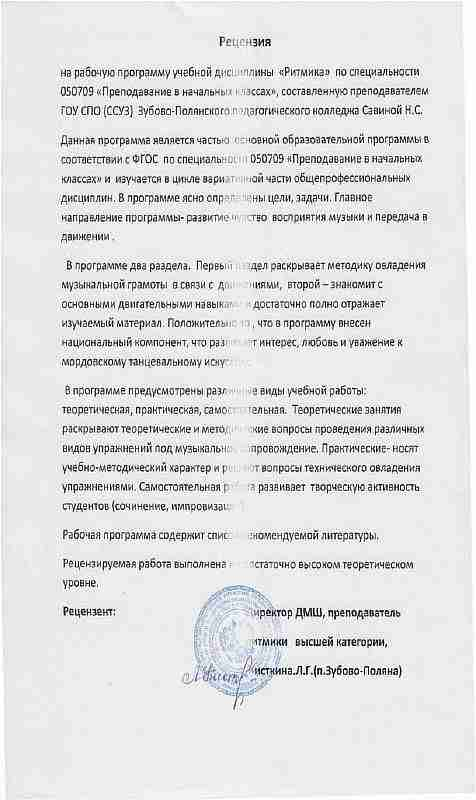 Рецензия
на рабочую программу учебной дисциплины «Ритмика» по специальности
050709 «Преподавание в начальных классах», составленную преподавателем
ГОУ СПО (ССУЗ) Зубово-Полянского педагогического колледжа Савиной Н.С.
Данная программа является частью основной образовательной программы в
соответствии с ФГОС по специальности 050709 «Преподавание в начальных
классах» и изучается в цикле вариативной части общепрофессиональных
дисциплин. В программе ясно определены цели, задачи. Главное
направление программы- развитие чувство восприятия музыки и передача в
движении .
В программе два раздела. Первый раздел раскрывает методику овладения
музыкальной грамоты в связи с движениями, второй – знакомит с
основными двигательными навыками и достаточно полно отражает
изучаемый материал. Положительно то , что в программу внесен
национальный компонент, что развивает интерес, любовь и уважение к
мордовскому танцевальному искусству.
В программе предусмотрены различные виды учебной работы:
теоретическая, практическая, самостоятельная. Теоретические занятия
раскрывают теоретические и методические вопросы проведения различных
видов упражнений под музыкальное сопровождение. Практические- носят
учебно-методический характер и решают вопросы технического овладения
упражнениями. Самостоятельная работа развивает творческую активность
студентов (сочинение, импровизация).
Рабочая программа содержит список рекомендуемой литературы.
Рецензируемая работа выполнена на достаточно высоком теоретическом
уровне.
Рецензент: директор ДМШ, преподаватель
ритмики высшей категории,
Л.Г.(п.Зубово-Поляна)